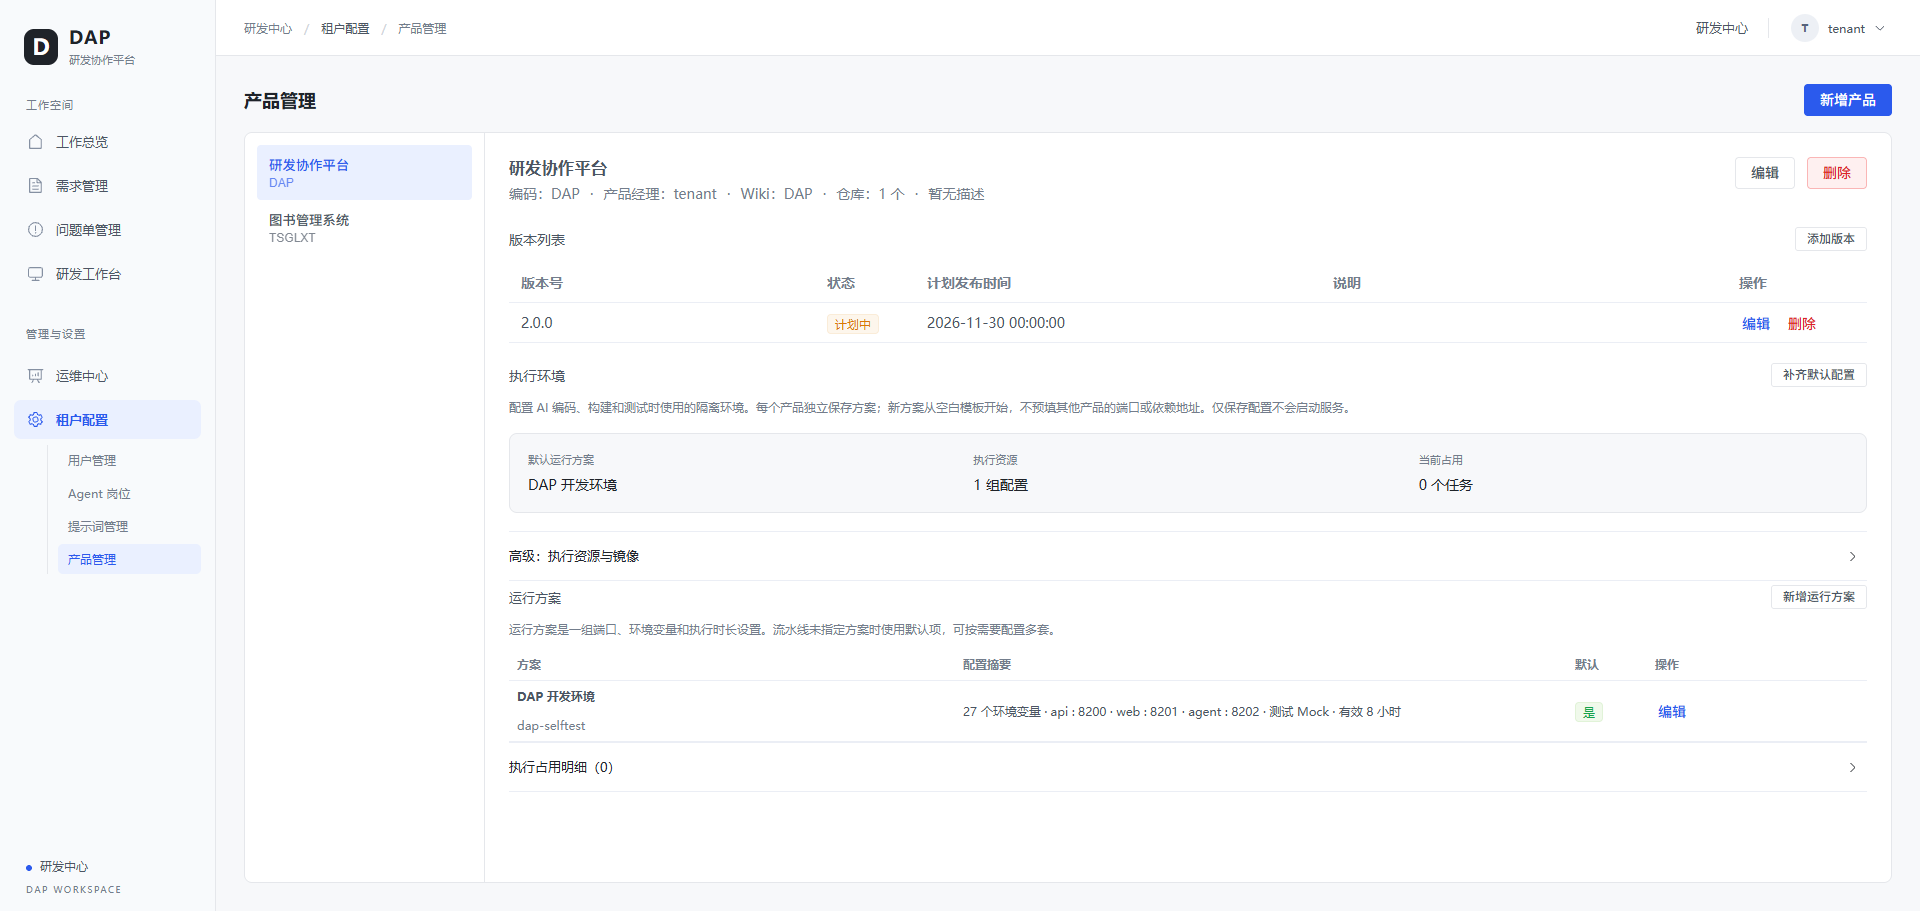 D
DAP
研发协作平台
工作空间
工作总览
需求管理
问题单管理
研发工作台
管理与设置
运维中心
租户配置
用户管理
Agent 岗位
提示词管理
产品管理
研发中心
DAP WORKSPACE
研发中心 / 租户配置 / 产品管理
研发中心
T tenant
产品管理
新增产品
研发协作平台
DAP
图书管理系统
TSGLXT
研发协作平台
编码：DAP · 产品经理：tenant · Wiki：DAP · 仓库：1 个 · 暂无描述
编辑 删除
版本列表
添加版本
版本号 状态 计划发布时间 说明 操作
2.0.0 计划中 2026-11-30 00:00:00 编辑 删除
执行环境
补齐默认配置
配置 AI 编码、构建和测试时使用的隔离环境。每个产品独立保存方案；新方案从空白模板开始，不预填其他产品的端口或依赖地址。仅保存配置不会启动服务。
默认运行方案 执行资源 当前占用
DAP 开发环境 1 组配置 0 个任务
高级：执行资源与镜像
运行方案
新增运行方案
运行方案是一组端口、环境变量和执行时长设置。流水线未指定方案时使用默认项，可按需要配置多套。
方案 配置摘要 默认 操作
DAP 开发环境
dap-selftest
27 个环境变量 · api : 8200 · web : 8201 · agent : 8202 · 测试 Mock · 有效 8 小时
是 编辑
执行占用明细（0）